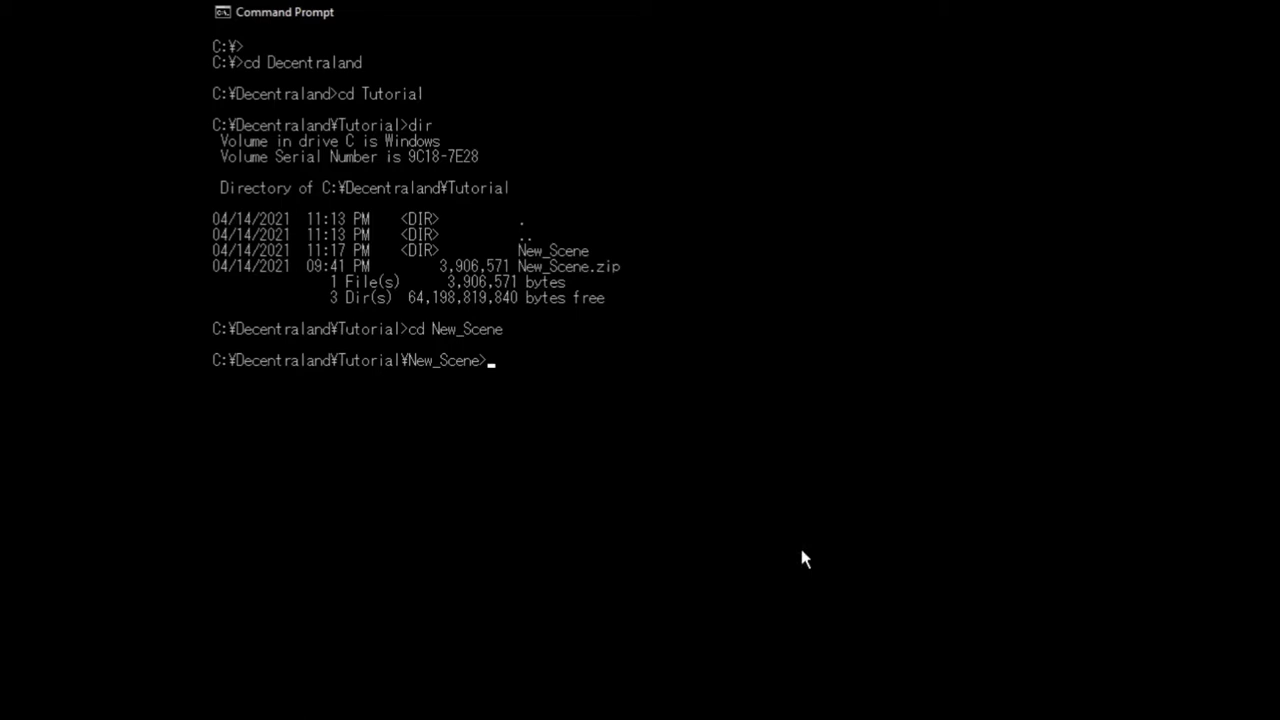 Command Prompt
C:¥>
C:¥>cd Decentraland
C:¥Decentraland>cd Tutorial
C:¥Decentraland¥Tutorial>dir
Volume in drive C is Windows
Volume Serial Number is 9C18-7E28
Directory of C:¥Decentraland¥Tutorial
04/14/2021 11:13 PM <DIR> .
04/14/2021 11:13 PM <DIR> ..
04/14/2021 11:17 PM <DIR> New_Scene
04/14/2021 09:41 PM 3,906,571 New_Scene.zip
1 File(s) 3,906,571 bytes
3 Dir(s) 64,198,819,840 bytes free
C:¥Decentraland¥Tutorial>cd New_Scene
C:¥Decentraland¥Tutorial¥New_Scene>